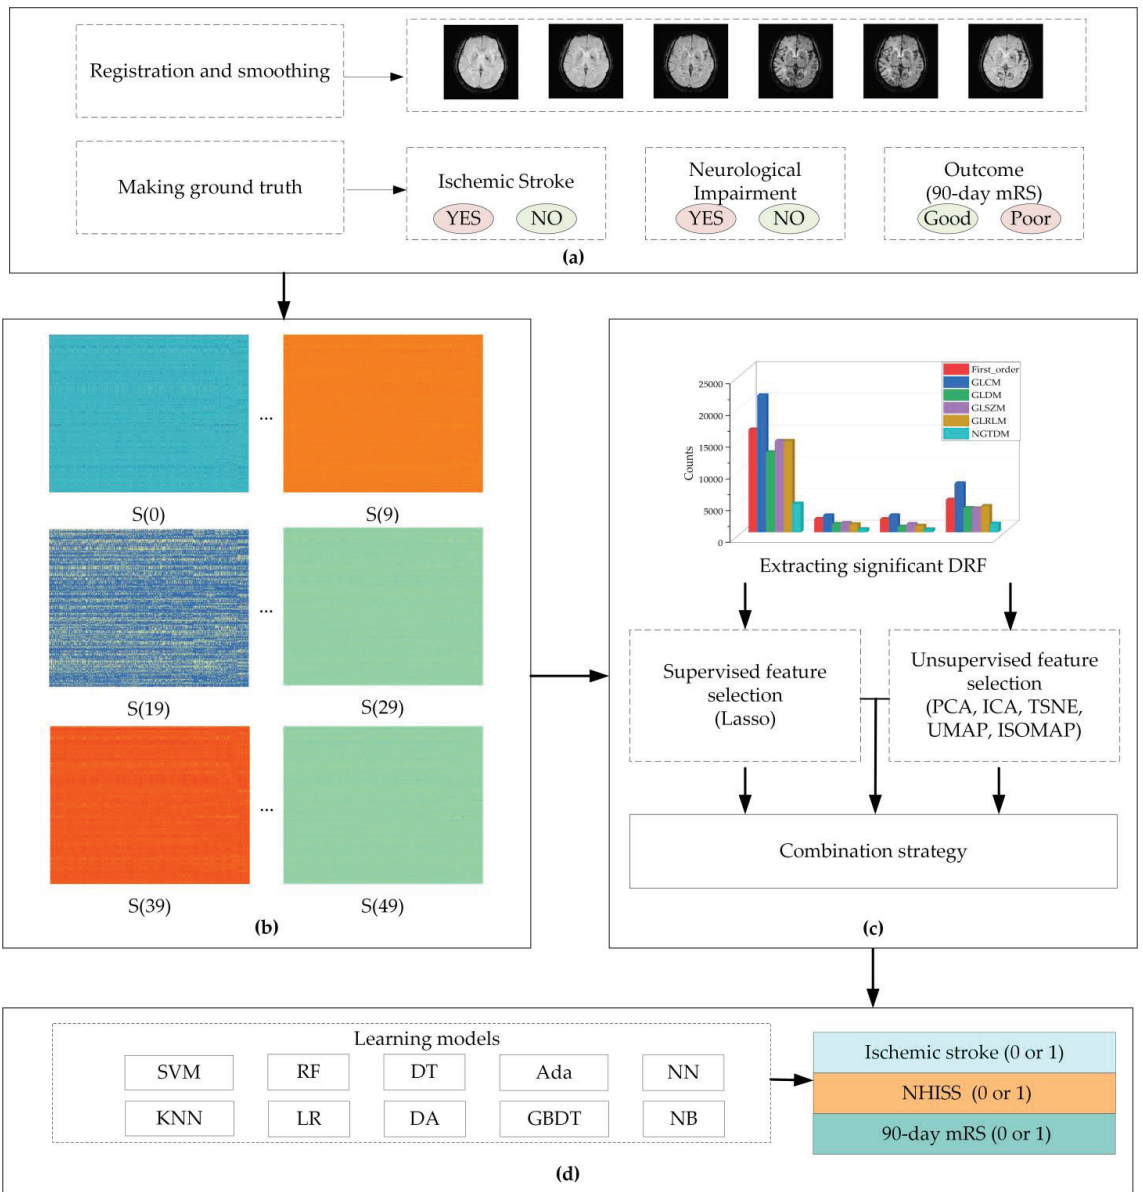 Registration and smoothing
Making ground truth
Ischemic Stroke
YES NO
Neurological
Impairment
YES NO
Outcome
(90-day mRS)
Good Poor
(a)
S(0)
...
S(9)
S(19)
...
S(29)
S(39)
...
S(49)
(b)
25000
20000
15000
10000
5000
0
Counts
First_order
GLCM
GLDM
GLSZM
GLRLM
NGTDM
Extracting significant DRF
Supervised feature
selection
(Lasso)
Unsupervised feature
selection
(PCA, ICA, TSNE,
UMAP, ISOMAP)
Combination strategy
(c)
Learning models
SVM RF DT Ada NN
KNN LR DA GBDT NB
Ischemic stroke (0 or 1)
NHISS (0 or 1)
90-day mRS (0 or 1)
(d)